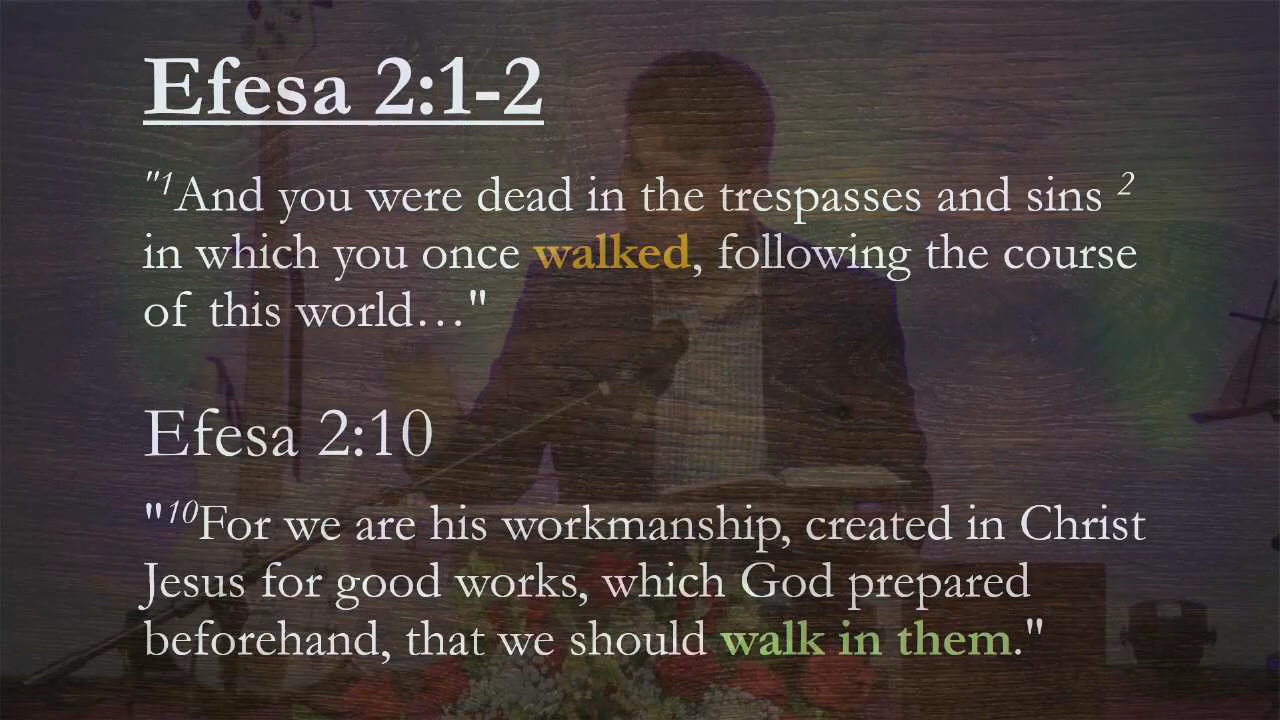 Efesa 2:1-2
"1And you were dead in the trespasses and sins 2
in which you once walked, following the course
of this world…"
Efesa 2:10
"10For we are his workmanship, created in Christ
Jesus for good works, which God prepared
beforehand, that we should walk in them."